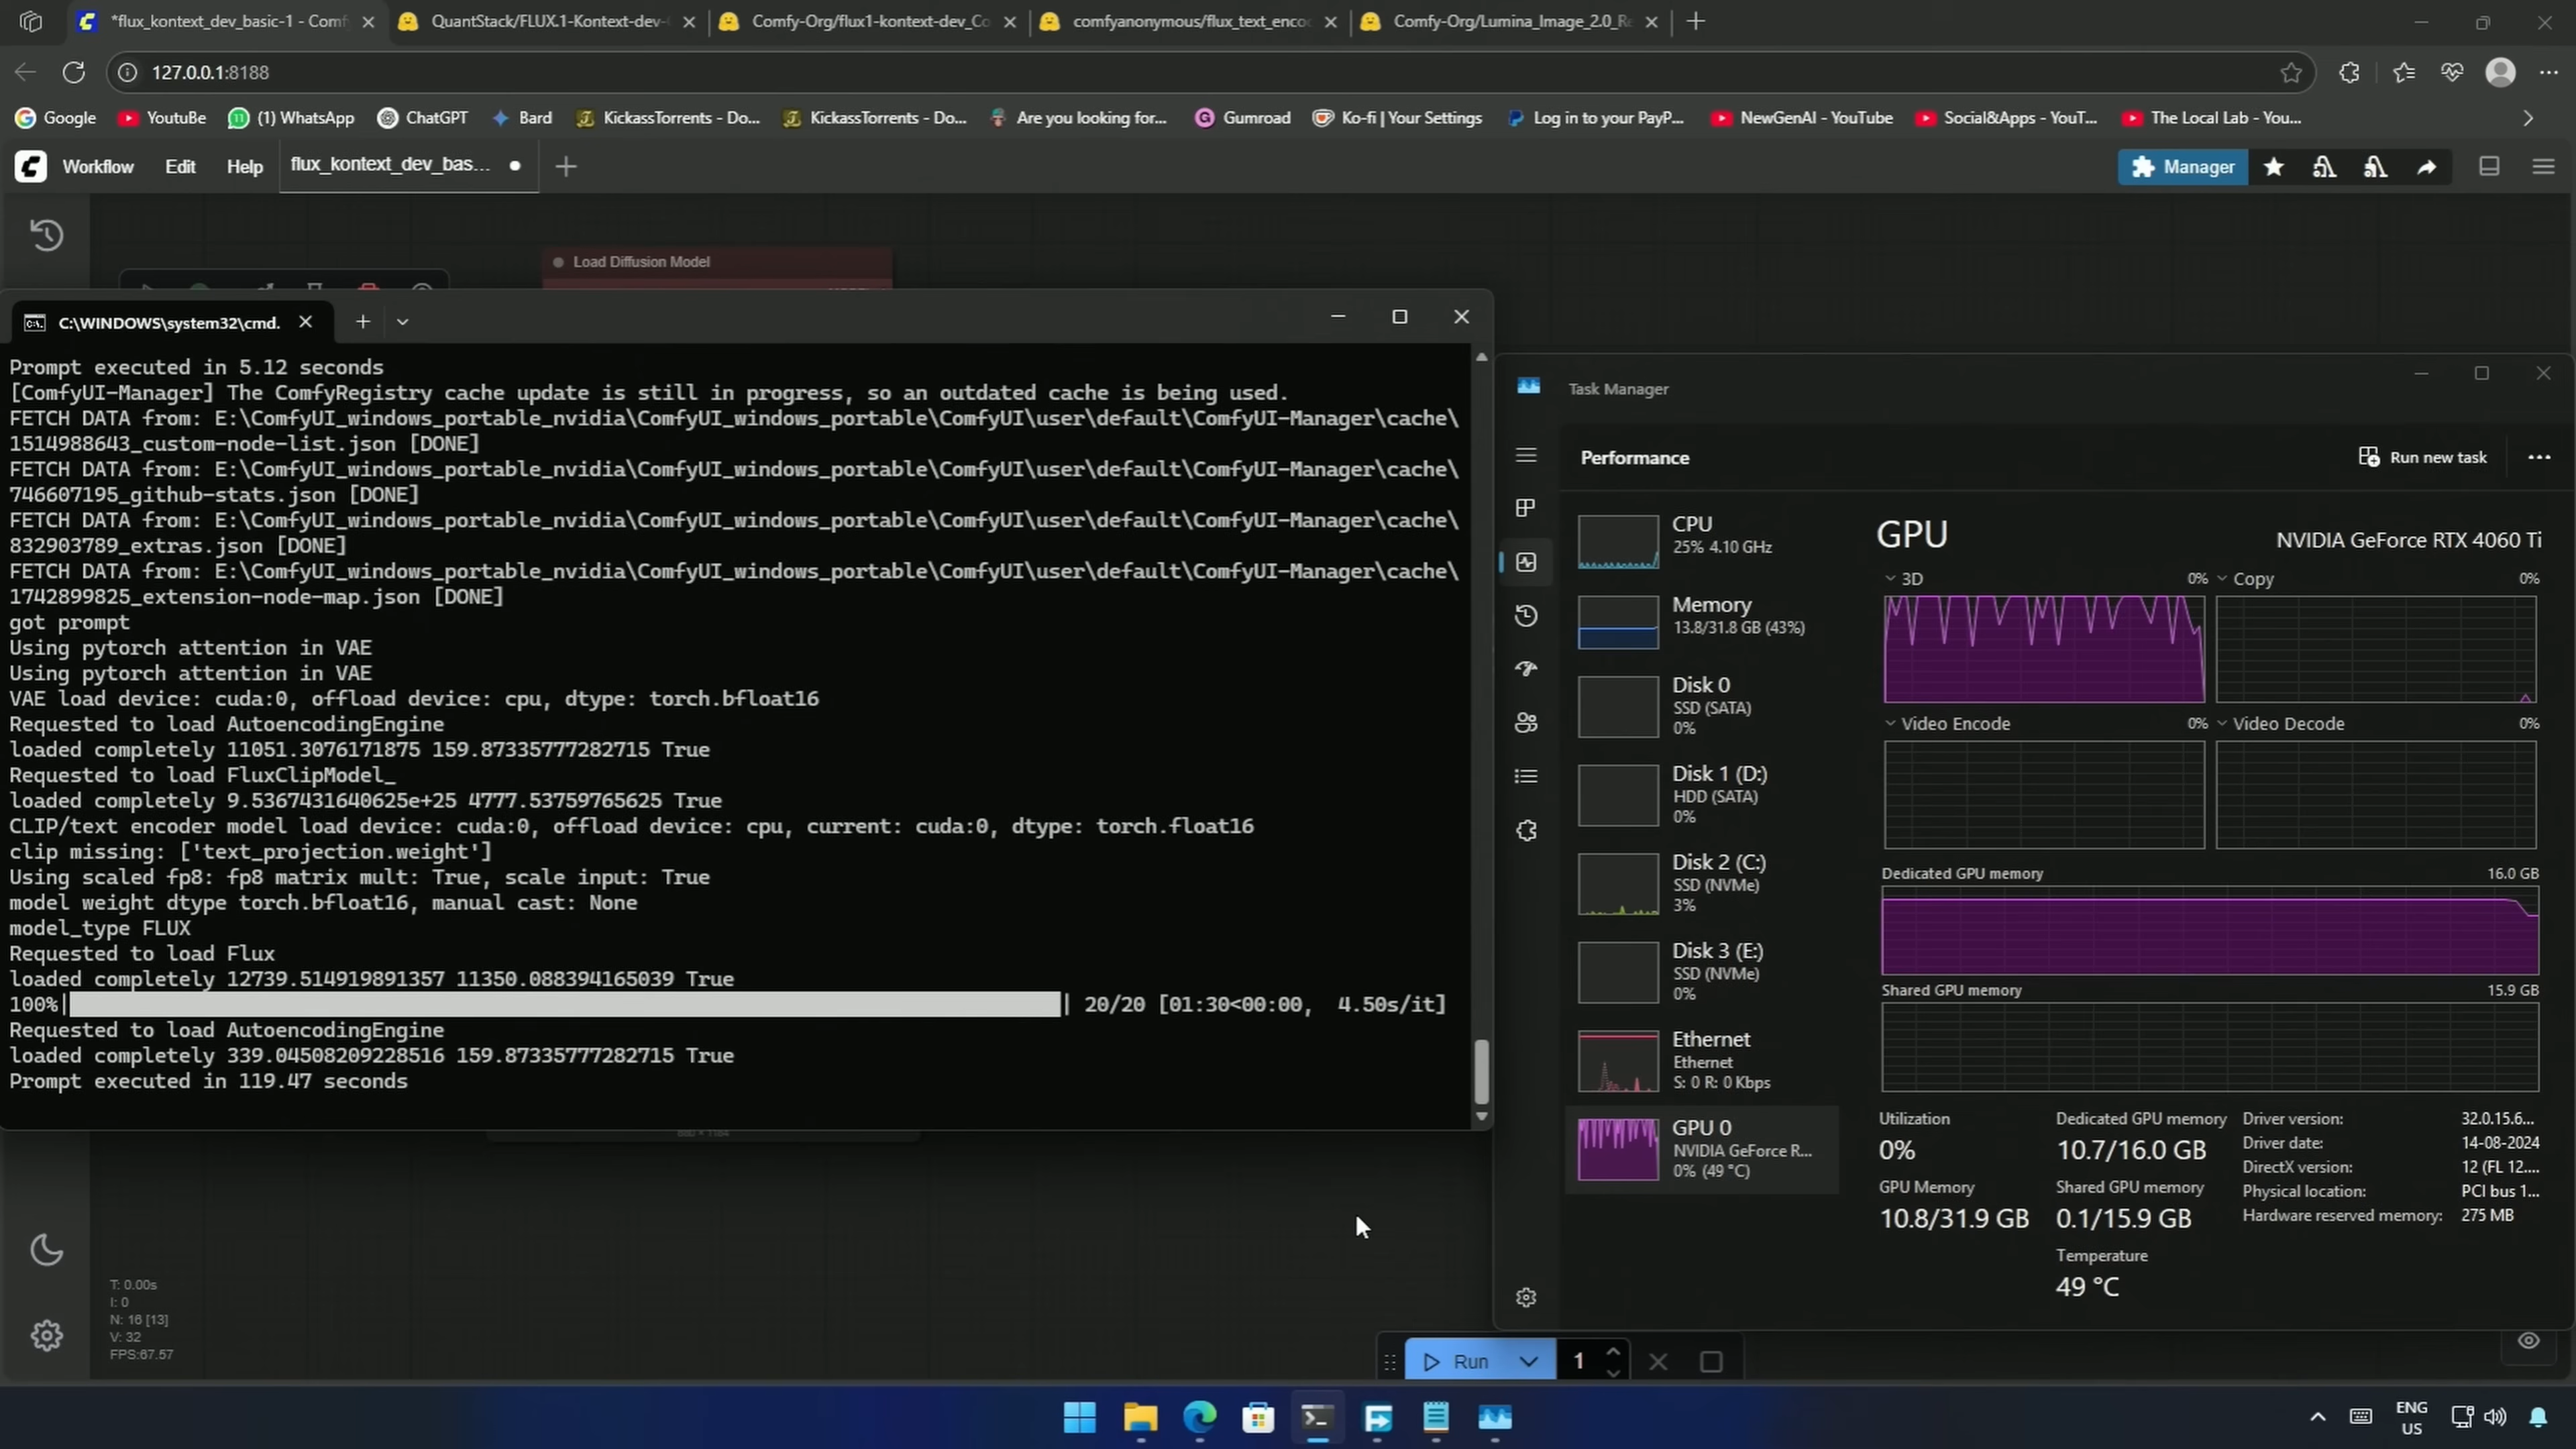 *flux_kontext_dev_basic-1 - Comf
QuantStack/FLUX.1-Kontext-dev-
Comfy-Org/flux1-kontext-dev_Co
comfyanonymous/flux_text_enco
Comfy-Org/Lumina_Image_2.0_Re
127.0.0.1:8188
Google
YoutuBe
(1) WhatsApp
ChatGPT
Bard
KickassTorrents - Do...
KickassTorrents - Do...
Are you looking for...
Gumroad
Ko-fi | Your Settings
Log in to your PayP...
NewGenAI - YouTube
Social&Apps - YouT...
The Local Lab - You...
Workflow
Edit
Help
flux_kontext_dev_bas...
Manager
Load Diffusion Model
C:\WINDOWS\system32\cmd.
Prompt executed in 5.12 seconds
[ComfyUI-Manager] The ComfyRegistry cache update is still in progress, so an outdated cache is being used.
FETCH DATA from: E:\ComfyUI_windows_portable_nvidia\ComfyUI_windows_portable\ComfyUI\user\default\ComfyUI-Manager\cache\
1514988643_custom-node-list.json [DONE]
FETCH DATA from: E:\ComfyUI_windows_portable_nvidia\ComfyUI_windows_portable\ComfyUI\user\default\ComfyUI-Manager\cache\
746607195_github-stats.json [DONE]
FETCH DATA from: E:\ComfyUI_windows_portable_nvidia\ComfyUI_windows_portable\ComfyUI\user\default\ComfyUI-Manager\cache\
832903789_extras.json [DONE]
FETCH DATA from: E:\ComfyUI_windows_portable_nvidia\ComfyUI_windows_portable\ComfyUI\user\default\ComfyUI-Manager\cache\
1742899825_extension-node-map.json [DONE]
got prompt
Using pytorch attention in VAE
Using pytorch attention in VAE
VAE load device: cuda:0, offload device: cpu, dtype: torch.bfloat16
Requested to load AutoencodingEngine
loaded completely 11051.3076171875 159.87335777282715 True
Requested to load FluxClipModel_
loaded completely 9.5367431640625e+25 4777.53759765625 True
CLIP/text encoder model load device: cuda:0, offload device: cpu, current: cuda:0, dtype: torch.float16
clip missing: ['text_projection.weight']
Using scaled fp8: fp8 matrix mult: True, scale input: True
model weight dtype torch.bfloat16, manual cast: None
model_type FLUX
Requested to load Flux
loaded completely 12739.514919891357 11350.088394165039 True
100%| | 20/20 [01:30<00:00, 4.50s/it]
Requested to load AutoencodingEngine
loaded completely 339.04508209228516 159.87335777282715 True
Prompt executed in 119.47 seconds
Task Manager
Performance
Run new task
CPU
25% 4.10 GHz
Memory
13.8/31.8 GB (43%)
Disk 0
SSD (SATA)
0%
Disk 1 (D:)
HDD (SATA)
0%
Disk 2 (C:)
SSD (NVMe)
3%
Disk 3 (E:)
SSD (NVMe)
0%
Ethernet
Ethernet
S: 0 R: 0 Kbps
GPU 0
NVIDIA GeForce R...
0% (49 °C)
GPU
NVIDIA GeForce RTX 4060 Ti
3D 0%
Copy 0%
Video Encode 0%
Video Decode 0%
Dedicated GPU memory 16.0 GB
Shared GPU memory 15.9 GB
Utilization
0%
Dedicated GPU memory
10.7/16.0 GB
GPU Memory
10.8/31.9 GB
Shared GPU memory
0.1/15.9 GB
Temperature
49 °C
Driver version: 32.0.15.6...
Driver date: 14-08-2024
DirectX version: 12 (FL 12....
Physical location: PCI bus 1...
Hardware reserved memory: 275 MB
T: 0.00s
I: 0
N: 16 [13]
V: 32
FPS:67.57
Run
1
ENG
US